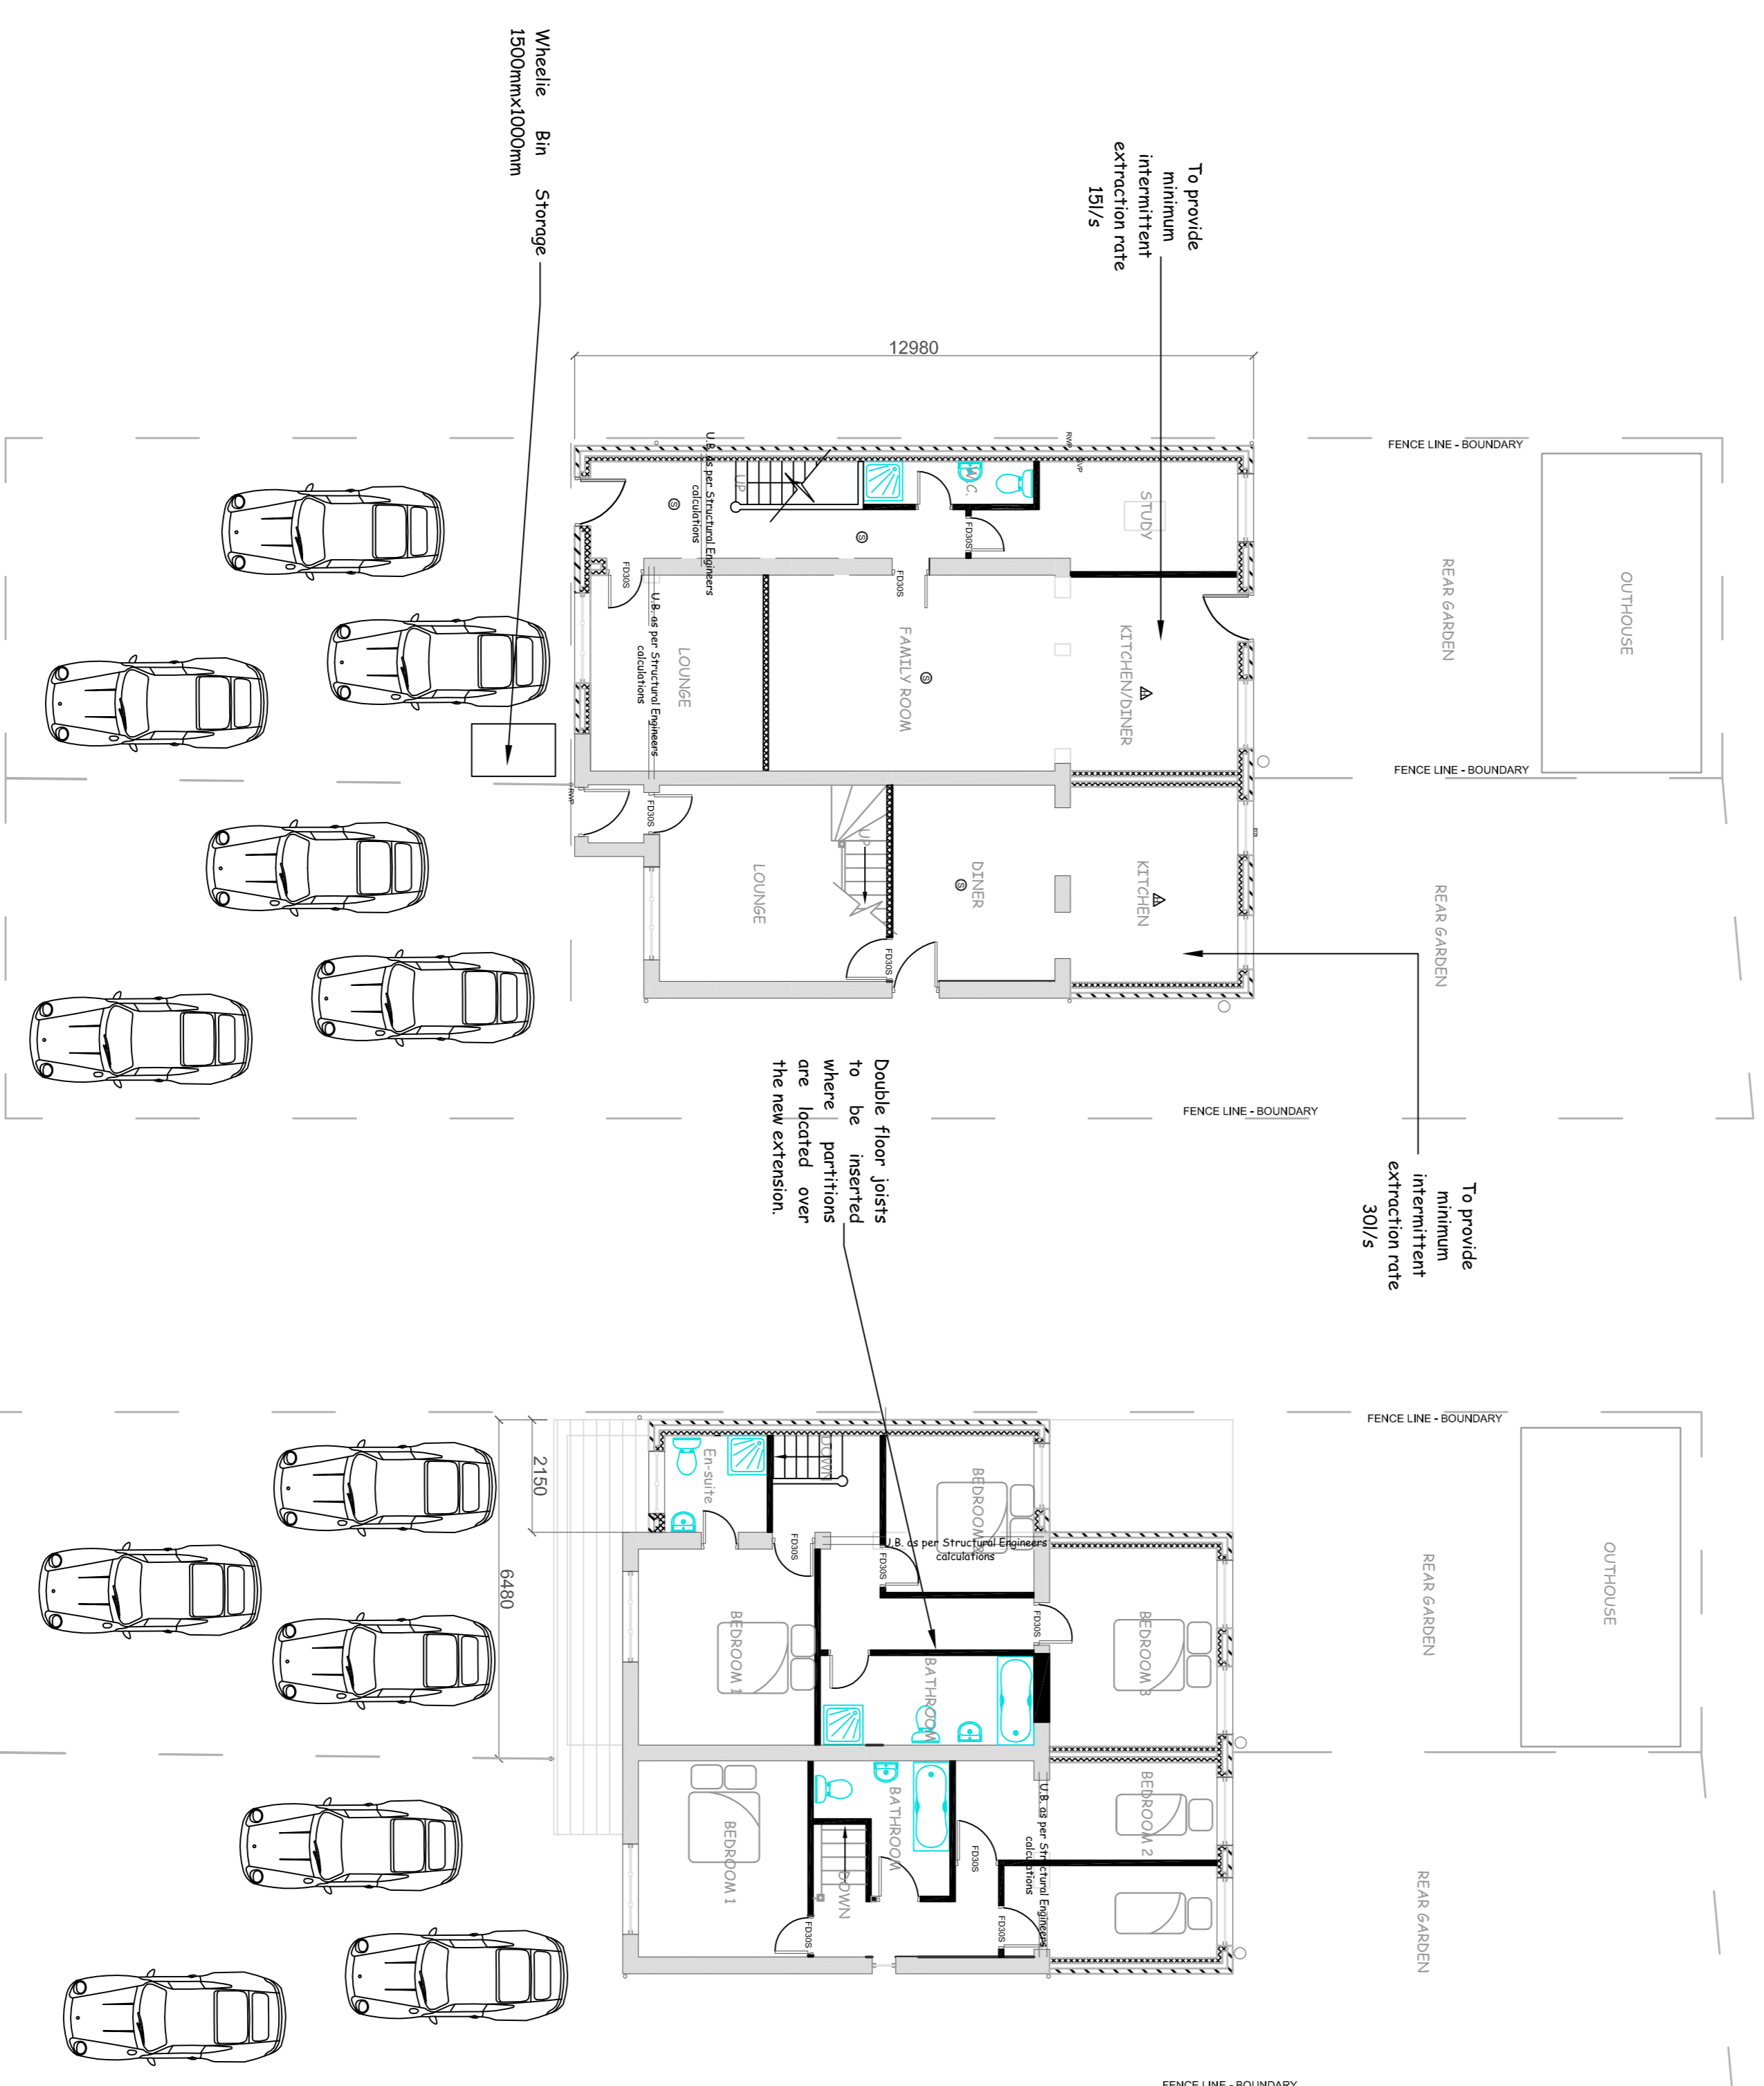 Wheelie Bin Storage
1500mmx1000mm
To provide
minimum
intermittent
extraction rate
15l/s
12980
FENCE LINE - BOUNDARY
OUTHOUSE
REAR GARDEN
FENCE LINE - BOUNDARY
REAR GARDEN
FENCE LINE - BOUNDARY
RWP
SVP
W.C.
STUDY
UP
U.B. as per Structural Engineers
calculations
S
S
FD30S
FD30S
FD30S
U.B. as per Structural Engineers
calculations
LOUNGE
FAMILY ROOM
S
KITCHEN/DINER
H
RWP
FD30S
LOUNGE
UP
DINER
S
KITCHEN
H
FD30S
To provide
minimum
intermittent
extraction rate
30l/s
Double floor joists
to be inserted
where partitions
are located over
the new extension.
2150
6480
FENCE LINE - BOUNDARY
OUTHOUSE
REAR GARDEN
REAR GARDEN
FENCE LINE - BOUNDARY
En-suite
DOWN
BEDROOM
U.B. as per Structural Engineers
calculations
FD30S
FD30S
FD30S
BEDROOM 1
BATHROOM
BEDROOM 3
BEDROOM 1
BATHROOM
DOWN
BEDROOM 2
U.B. as per Structural Engineers
calculations
FD30S
FD30S
FD30S